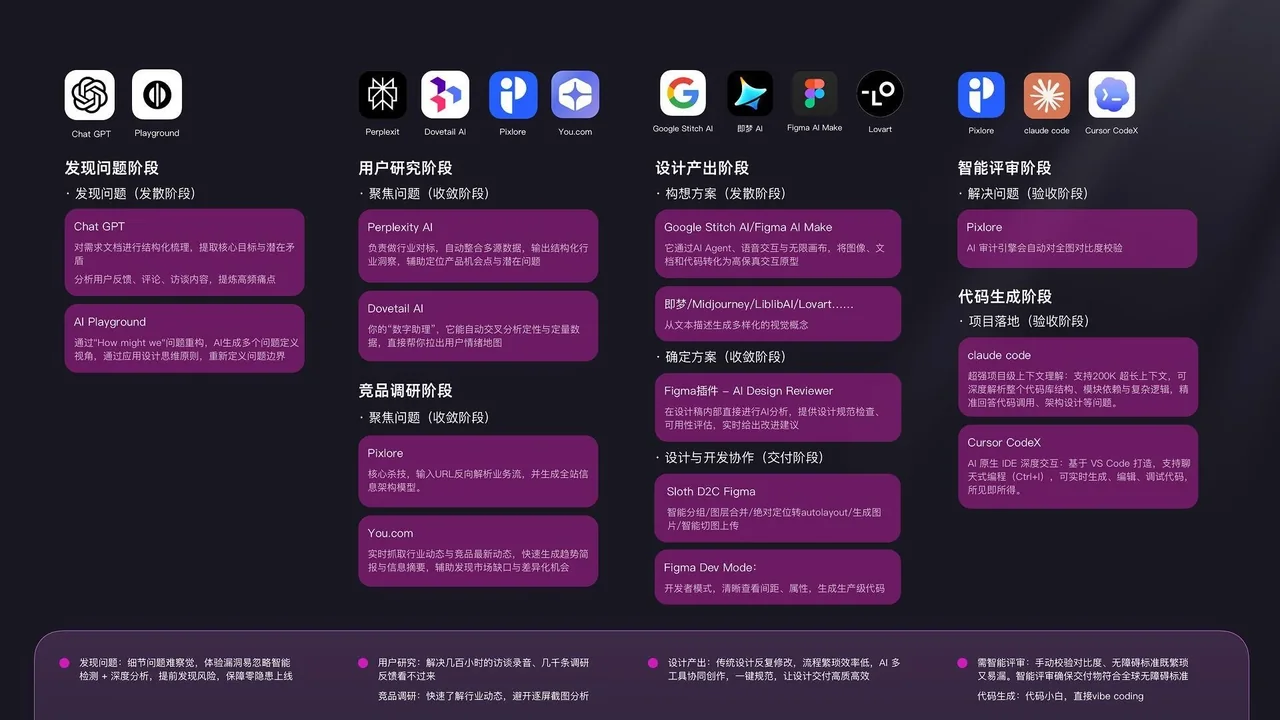 Chat GPT
Playground
发现问题阶段
· 发现问题（发散阶段）
Chat GPT
对需求文档进行结构化梳理，提取核心目标与潜在矛
盾
分析用户反馈、评论、访谈内容，提炼高频痛点
AI Playground
通过"How might we"问题重构，AI生成多个问题定义
视角，通过应用设计思维原则，重新定义问题边界
Perplexit
Dovetail AI
Pixlore
You.com
用户研究阶段
· 聚焦问题（收敛阶段）
Perplexity AI
负责做行业对标，自动整合多源数据，输出结构化行
业洞察，辅助定位产品机会点与潜在问题
Dovetail AI
你的“数字助理”，它能自动交叉分析定性与定量数
据，直接帮你拉出用户情绪地图
竞品调研阶段
· 聚焦问题（收敛阶段）
Pixlore
核心杀技，输入URL反向解析业务流，并生成全站信
息架构模型。
You.com
实时抓取行业动态与竞品最新动态，快速生成趋势简
报与信息摘要，辅助发现市场缺口与差异化机会
Google Stitch AI
即梦 AI
Figma AI Make
Lovart
设计产出阶段
· 构想方案（发散阶段）
Google Stitch AI/Figma AI Make
它通过AI Agent、语音交互与无限画布，将图像、文
档和代码转化为高保真交互原型
即梦/Midjourney/LiblibAI/Lovart……
从文本描述生成多样化的视觉概念
· 确定方案（收敛阶段）
Figma插件 – AI Design Reviewer
在设计稿内部直接进行AI分析，提供设计规范检查、
可用性评估，实时给出改进建议
· 设计与开发协作（交付阶段）
Sloth D2C Figma
智能分组/图层合并/绝对定位转autolayout/生成图
片/智能切图上传
Figma Dev Mode：
开发者模式，清晰查看间距、属性，生成生产级代码
Pixlore
claude code
Cursor CodeX
智能评审阶段
· 解决问题（验收阶段）
Pixlore
AI 审计引擎会自动对全图对比度校验
代码生成阶段
· 项目落地（验收阶段）
claude code
超强项目级上下文理解：支持200K 超长上下文，可
深度解析整个代码库结构、模块依赖与复杂逻辑，精
准回答代码调用、架构设计等问题。
Cursor CodeX
AI 原生 IDE 深度交互：基于 VS Code 打造，支持聊
天式编程（Ctrl+I），可实时生成、编辑、调试代码，
所见即所得。
发现问题：细节问题难察觉，体验漏洞易忽略智能
检测 + 深度分析，提前发现风险，保障零隐患上线
用户研究：解决几百小时的访谈录音、几千条调研
反馈看不过来
竞品调研：快速了解行业动态，避开逐屏截图分析
设计产出：传统设计反复修改，流程繁琐效率低，AI 多
工具协同创作，一键规范，让设计交付高质高效
需智能评审：手动校验对比度、无障碍标准既繁琐
又易漏。智能评审确保交付物符合全球无障碍标准
代码生成：代码小白，直接vibe coding